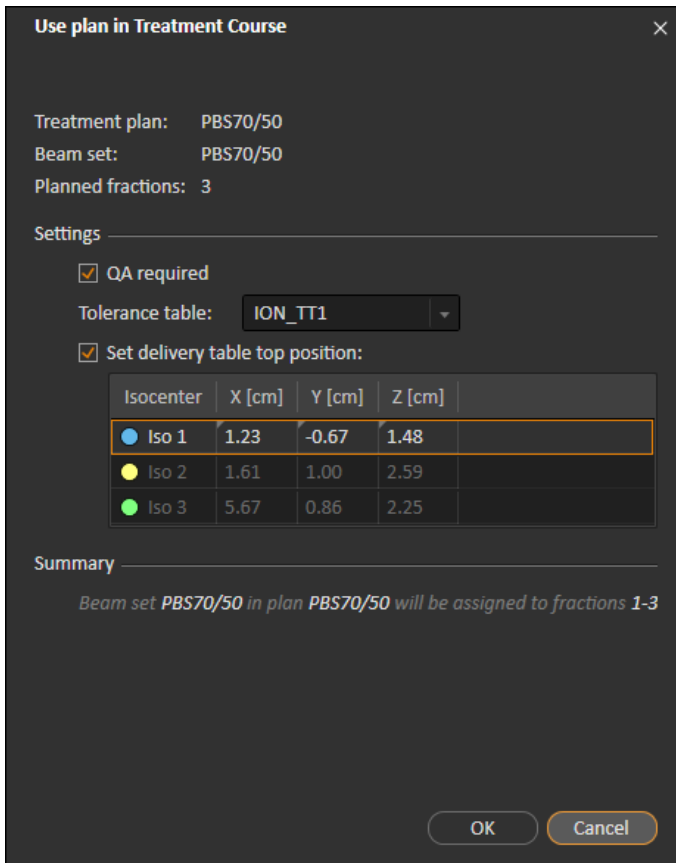 Use plan in Treatment Course
Treatment plan: PBS70/50
Beam set: PBS70/50
Planned fractions: 3
Settings
QA required
Tolerance table: ION_TT1
Set delivery table top position:
Isocenter X [cm] Y [cm] Z [cm]
Iso 1 1.23 -0.67 1.48
Iso 2 1.61 1.00 2.59
Iso 3 5.67 0.86 2.25
Summary
Beam set PBS70/50 in plan PBS70/50 will be assigned to fractions 1-3
OK Cancel